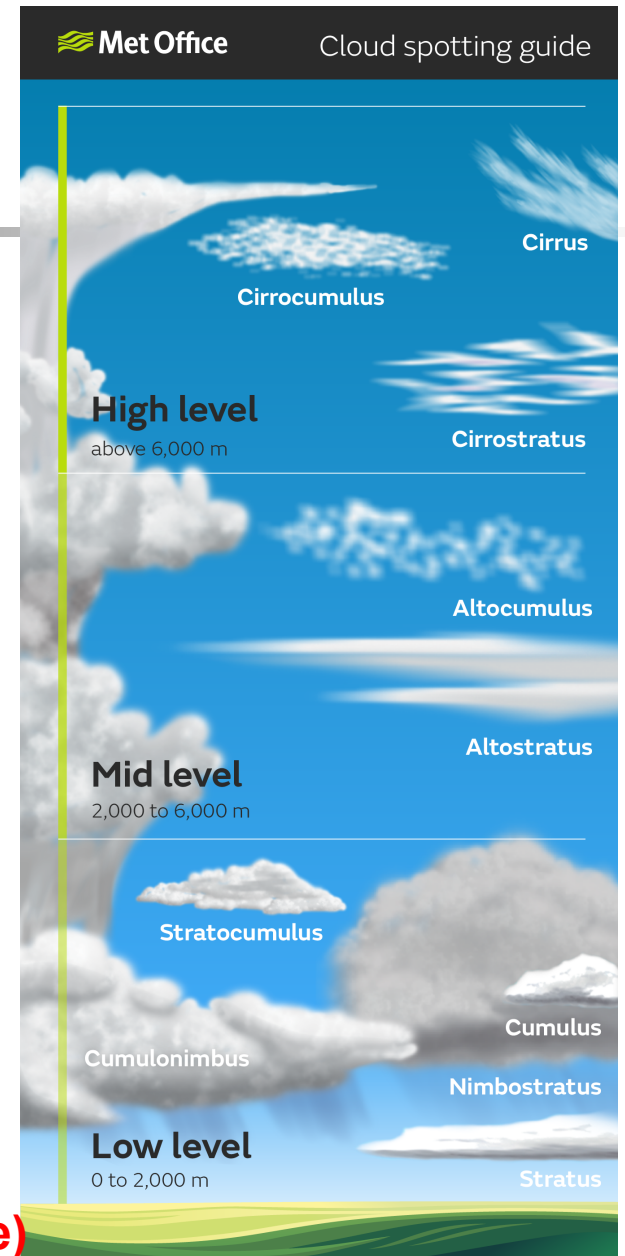 Met Office
Cloud spotting guide
Cirrus
Cirrocumulus
High level
above 6,000 m
Cirrostratus
Altocumulus
Altostratus
Mid level
2,000 to 6,000 m
Stratocumulus
Cumulus
Cumulonimbus
Nimbostratus
Low level
0 to 2,000 m
Stratus
e)